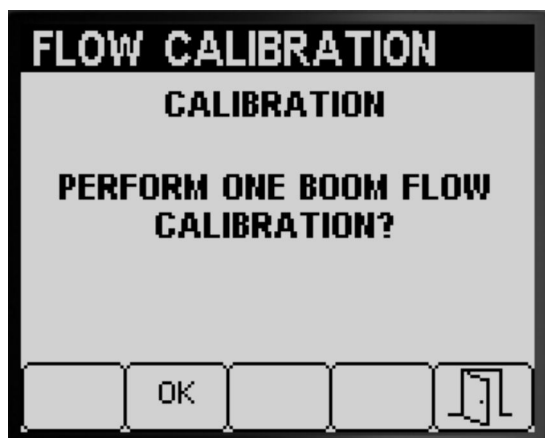 FLOW CALIBRATION
CALIBRATION
PERFORM ONE BOOM FLOW
CALIBRATION?
OK